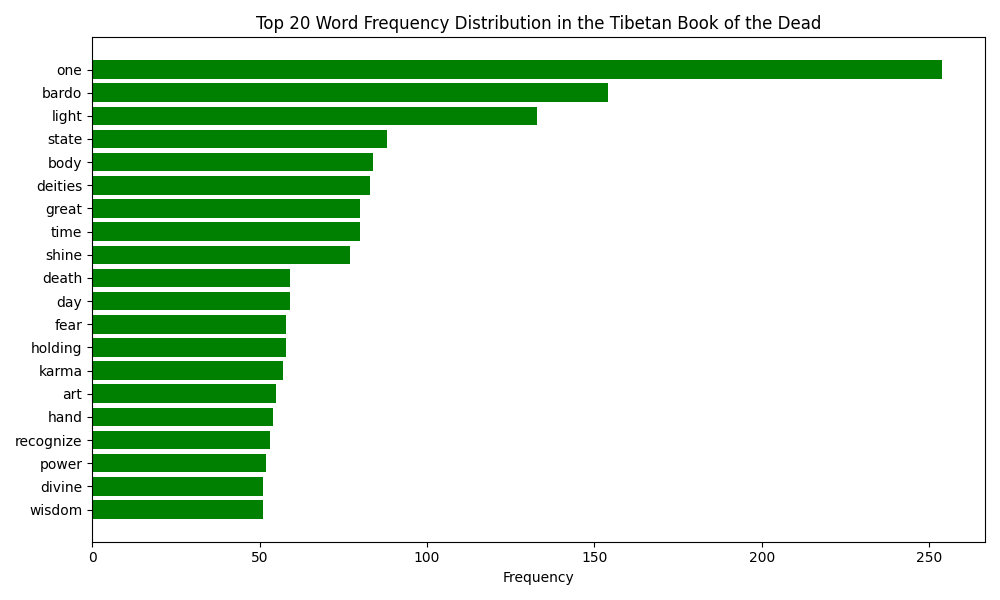 Top 20 Word Frequency Distribution in the Tibetan Book of the Dead
one
bardo
light
state
body
deities
great
time
shine
death
day
fear
holding
karma
art
hand
recognize
power
divine
wisdom
0 50 100 150 200 250
Frequency